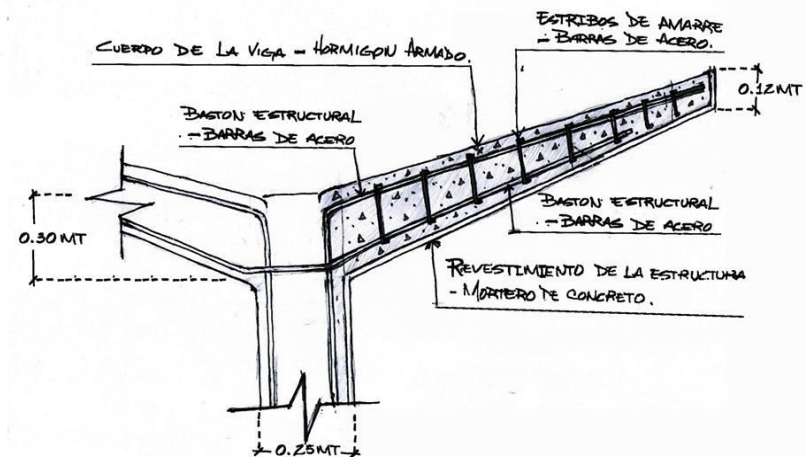 ESTRIBOS DE AMARRE
- BARRAS DE ACERO.
CUERPO DE LA VIGA - HORMIGON ARMADO.
0.12MT
BASTON ESTRUCTURAL
- BARRAS DE ACERO
BASTON ESTRUCTURAL
- BARRAS DE ACERO
0.30MT
REVESTIMIENTO DE LA ESTRUCTURA
- MORTERO DE CONCRETO.
0.25MT